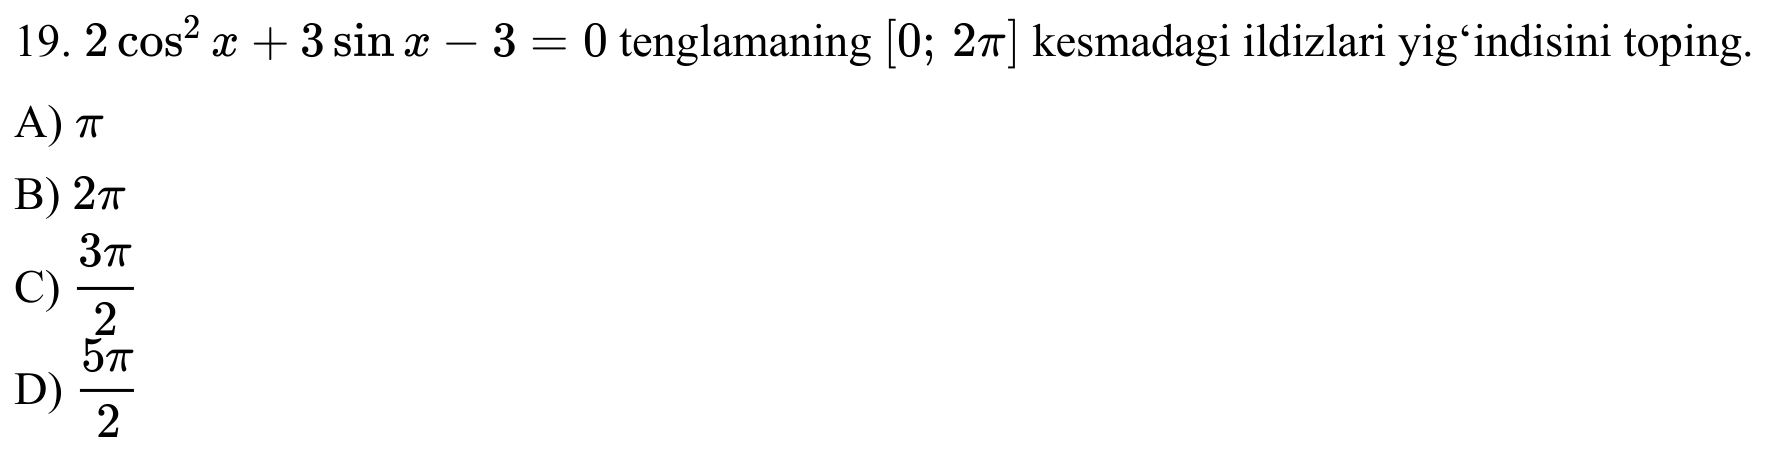 19. 2 cos² x + 3 sin x − 3 = 0 tenglamaning [0; 2π] kesmadagi ildizlari yig‘indisini toping.
A) π
B) 2π
C) 3π/2
D) 5π/2